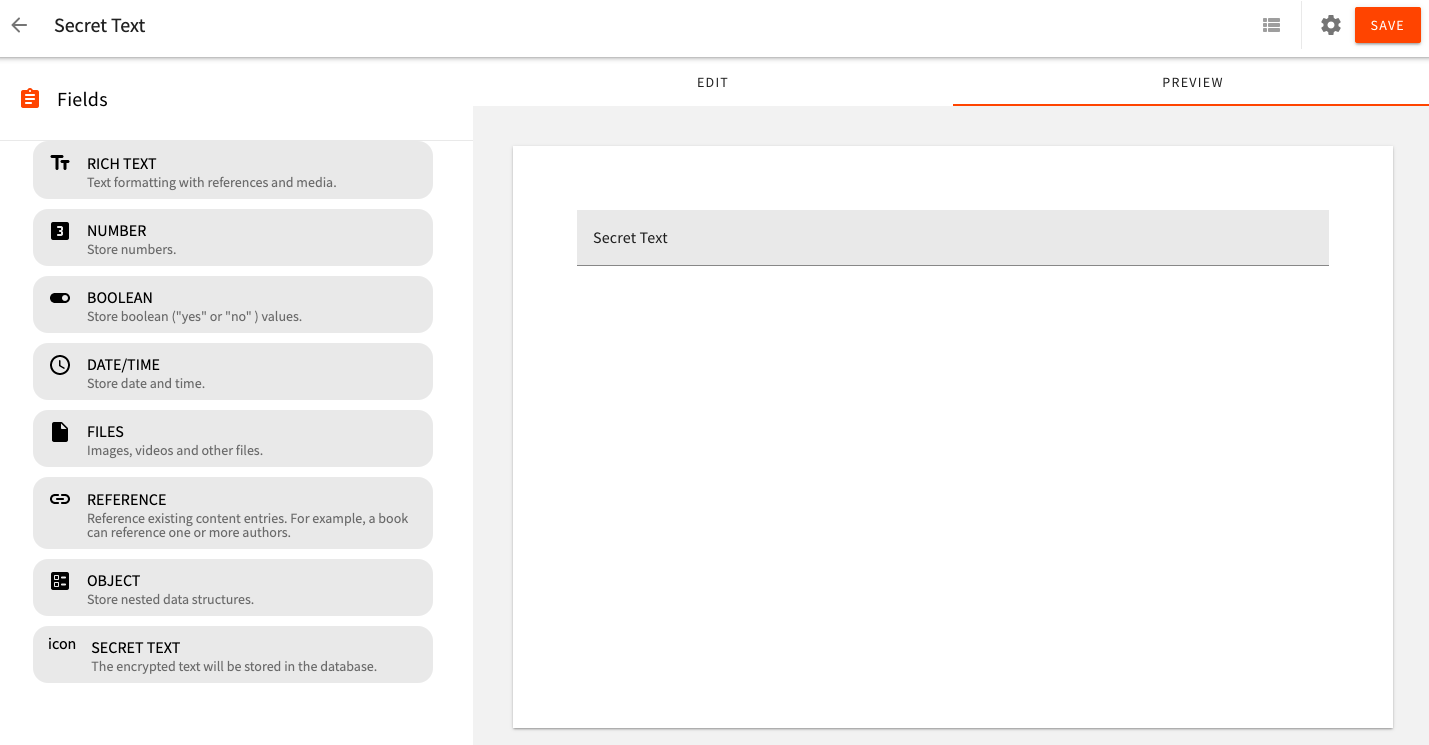 Secret Text
SAVE
Fields
EDIT
PREVIEW
RICH TEXT
Text formatting with references and media.
3
NUMBER
Store numbers.
BOOLEAN
Store boolean ("yes" or "no" ) values.
DATE/TIME
Store date and time.
FILES
Images, videos and other files.
REFERENCE
Reference existing content entries. For example, a book
can reference one or more authors.
OBJECT
Store nested data structures.
icon
SECRET TEXT
The encrypted text will be stored in the database.
Secret Text